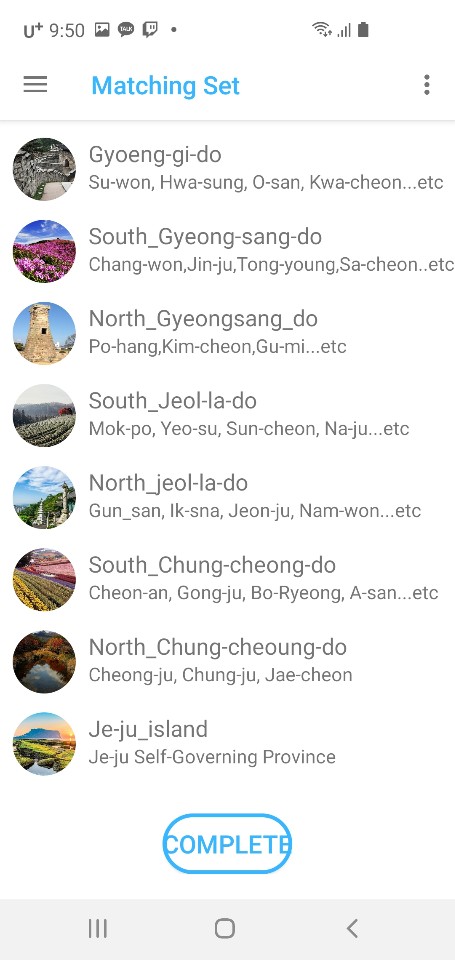 U+ 9:50 TALK
Matching Set
Gyoeng-gi-do
Su-won, Hwa-sung, O-san, Kwa-cheon...etc
South_Gyeong-sang-do
Chang-won,Jin-ju,Tong-young,Sa-cheon..etc
North_Gyeongsang_do
Po-hang,Kim-cheon,Gu-mi...etc
South_Jeol-la-do
Mok-po, Yeo-su, Sun-cheon, Na-ju...etc
North_jeol-la-do
Gun_san, Ik-sna, Jeon-ju, Nam-won...etc
South_Chung-cheong-do
Cheon-an, Gong-ju, Bo-Ryeong, A-san...etc
North_Chung-cheoung-do
Cheong-ju, Chung-ju, Jae-cheon
Je-ju_island
Je-ju Self-Governing Province
COMPLETE